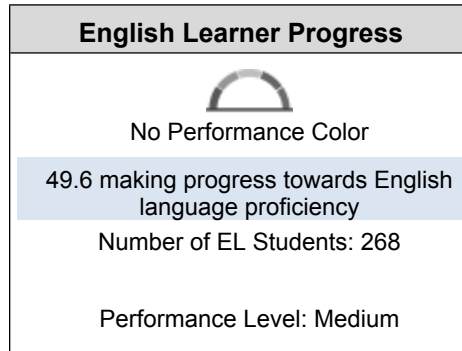 English Learner Progress
No Performance Color
49.6 making progress towards English
language proficiency
Number of EL Students: 268
Performance Level: Medium